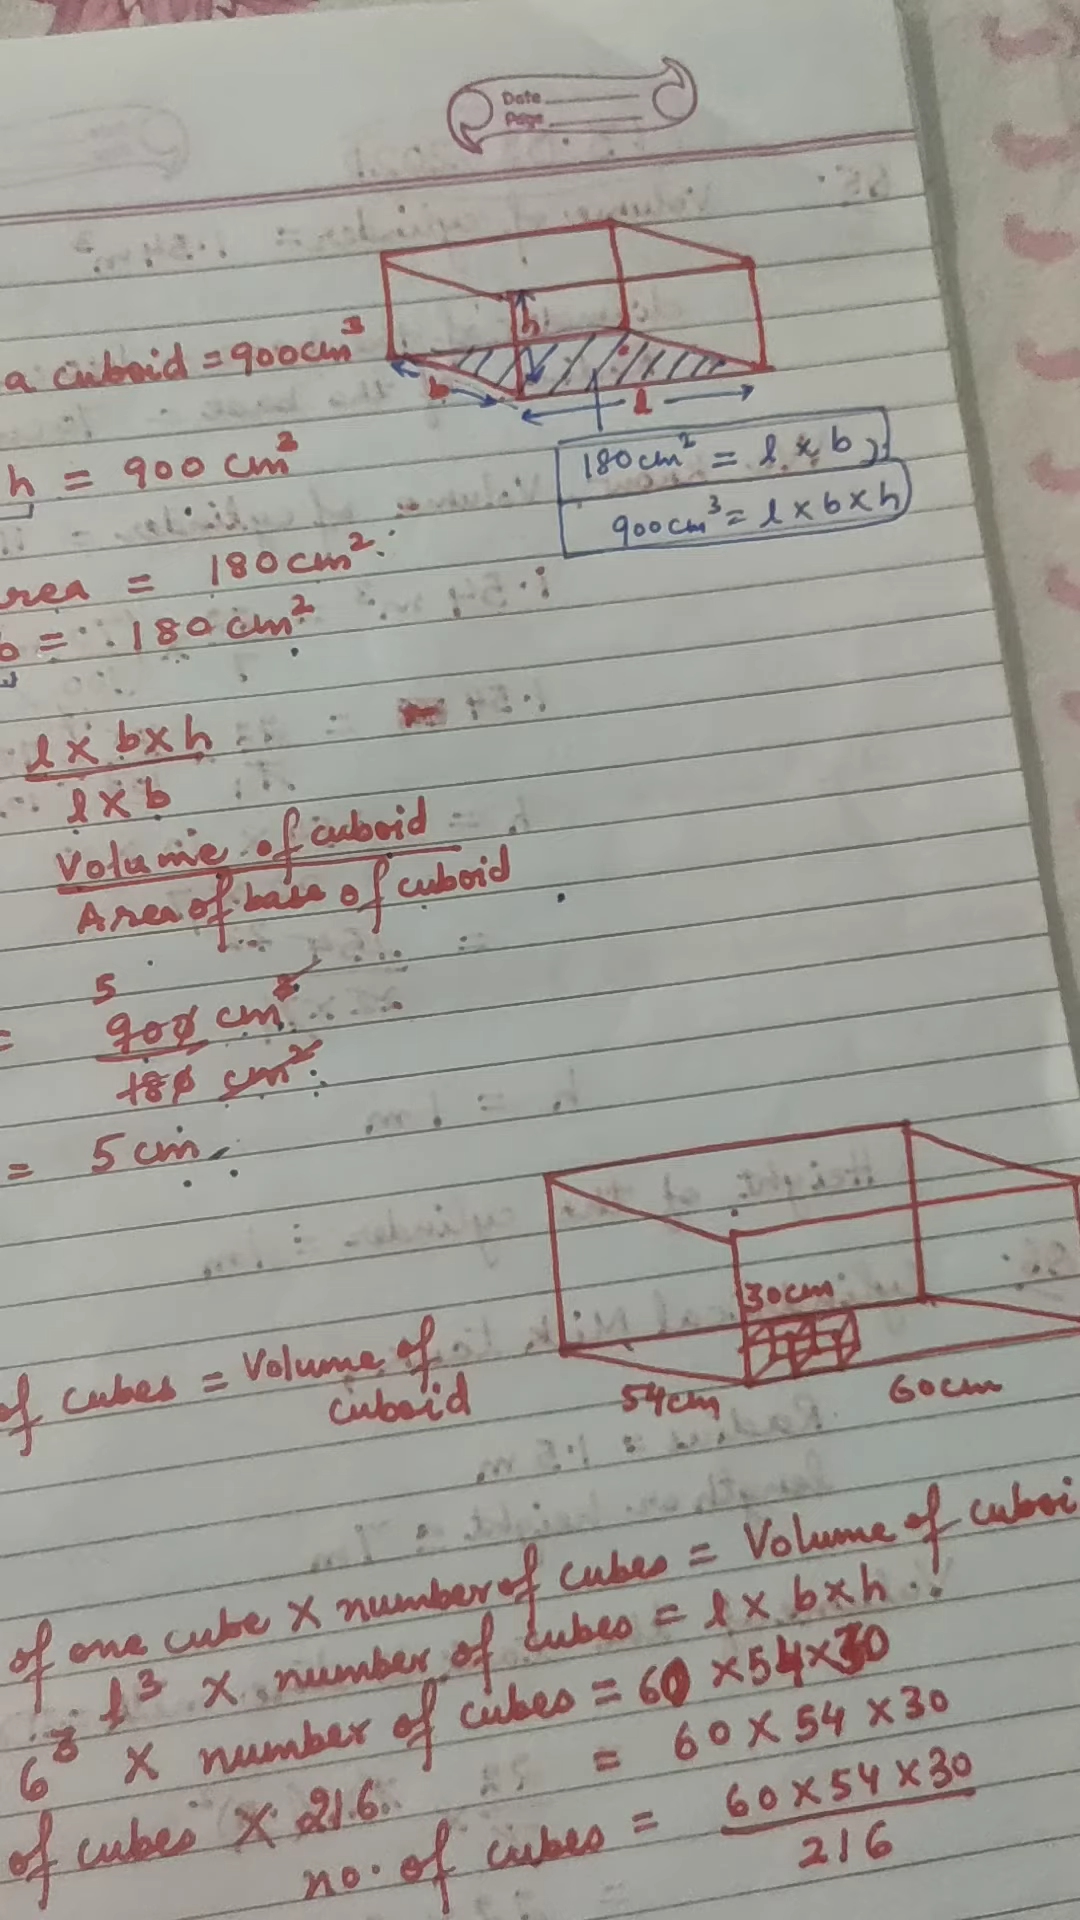 Date
Page
a cuboid = 900cm³
h
b
l
h = 900 cm³
180cm² = l × b
900cm³ = l × b × h
rea = 180cm²
b = 180 cm²
l × b × h
l × b
Volume of cuboid
Area of base of cuboid
5
= 900 cm³
180 cm²
= 5 cm
30cm
54cm
60cm
of cubes = Volume of
cuboid
of one cube × number of cubes = Volume of cuboi
l³ × number of cubes = l × b × h
6³ × number of cubes = 60 × 54 × 30
of cubes × 216 = 60 × 54 × 30
no. of cubes = 60 × 54 × 30
216